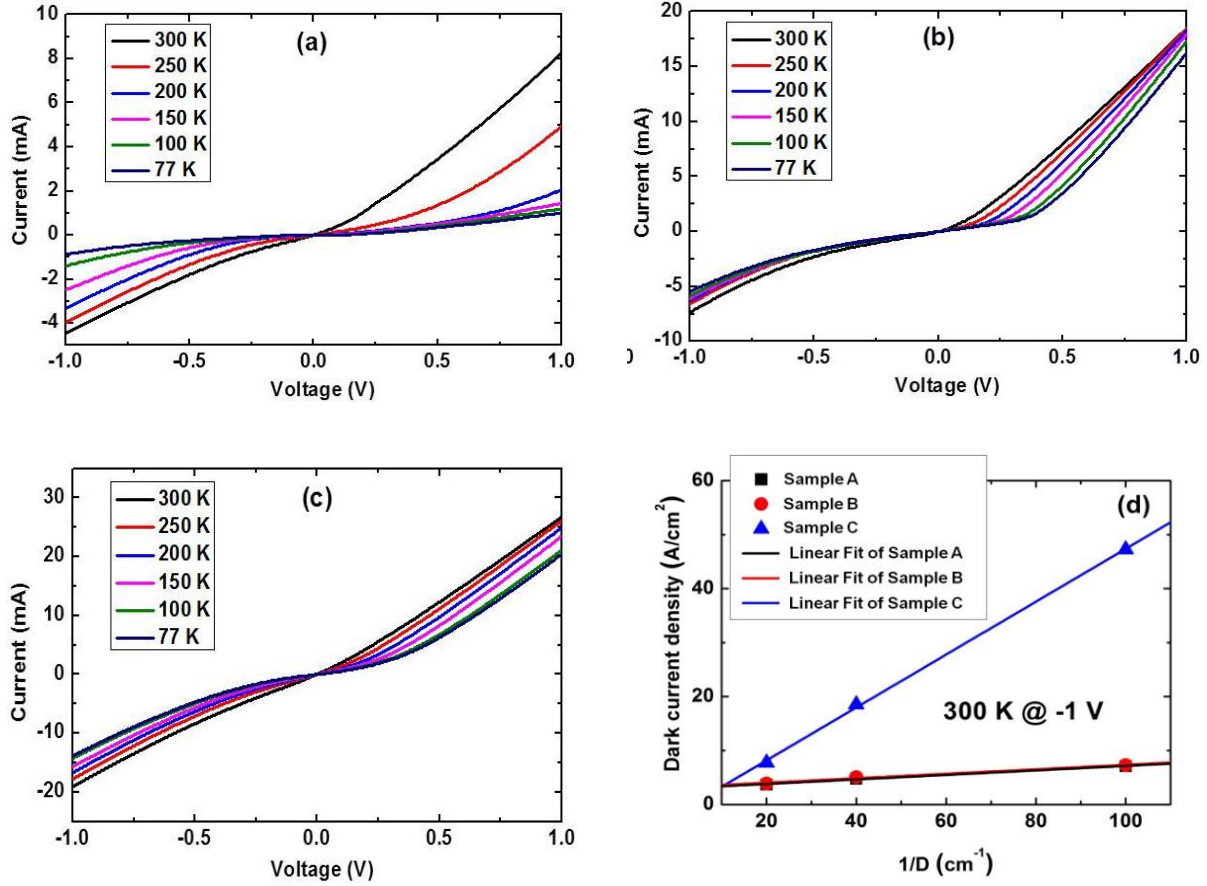 (a)
300 K
250 K
200 K
150 K
100 K
77 K
Current (mA)
10
8
6
4
2
0
-2
-4
-1.0 -0.5 0.0 0.5 1.0
Voltage (V)
(b)
300 K
250 K
200 K
150 K
100 K
77 K
Current (mA)
20
15
10
5
0
-5
-10
-1.0 -0.5 0.0 0.5 1.0
Voltage (V)
(c)
300 K
250 K
200 K
150 K
100 K
77 K
Current (mA)
30
20
10
0
-10
-20
-1.0 -0.5 0.0 0.5 1.0
Voltage (V)
(d)
Sample A
Sample B
Sample C
Linear Fit of Sample A
Linear Fit of Sample B
Linear Fit of Sample C
300 K @ -1 V
Dark current density (A/cm²)
60
40
20
0
20 40 60 80 100
1/D (cm⁻¹)